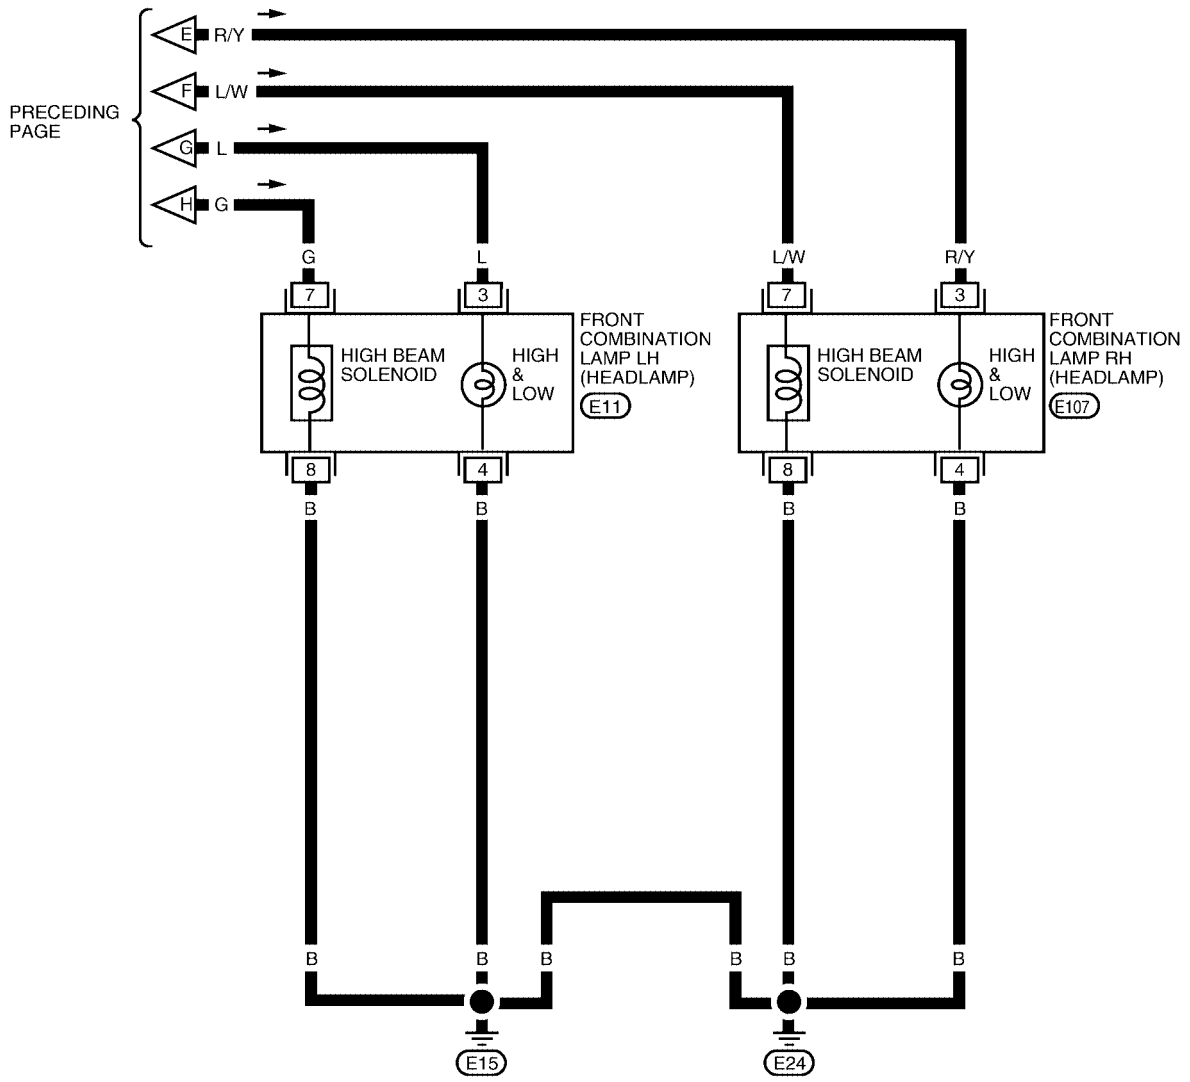 E R/Y
F L/W
PRECEDING
PAGE
G L
H G
G L L/W R/Y
7 3 7 3
HIGH BEAM
SOLENOID
HIGH
&
LOW
FRONT
COMBINATION
LAMP LH
(HEADLAMP)
E11
HIGH BEAM
SOLENOID
HIGH
&
LOW
FRONT
COMBINATION
LAMP RH
(HEADLAMP)
E107
8 4 8 4
B B B B
B B B B B B
E15 E24